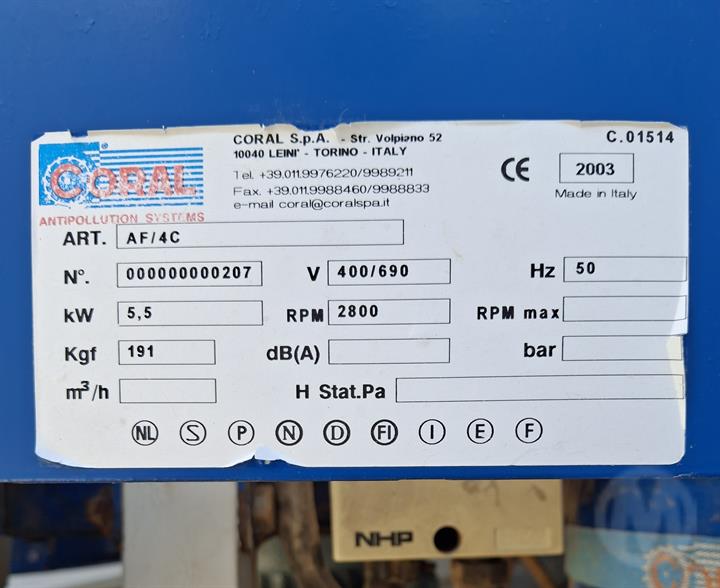 CORAL
ANTIPOLLUTION SYSTEMS
CORAL S.p.A. - Str. Volpiano 52
10040 LEINI' - TORINO - ITALY
Tel. +39.011.9976220/9989211
Fax. +39.011.9988460/9988833
e-mail coral@coralspa.it
C.01514
CE 2003
Made in Italy
ART. AF/4C
N°. 000000000207 V 400/690 Hz 50
kW 5,5 RPM 2800 RPM max
Kgf 191 dB(A) bar
m³/h H Stat.Pa
NL S P N D FI I E F
NHP